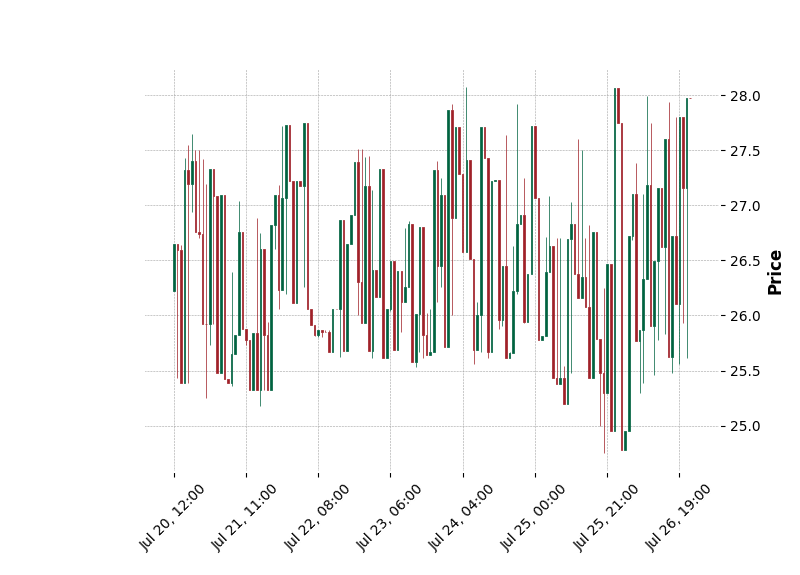 28.0
27.5
27.0
26.5
26.0
25.5
25.0
Price
Jul 20, 12:00
Jul 21, 11:00
Jul 22, 08:00
Jul 23, 06:00
Jul 24, 04:00
Jul 25, 00:00
Jul 25, 21:00
Jul 26, 19:00